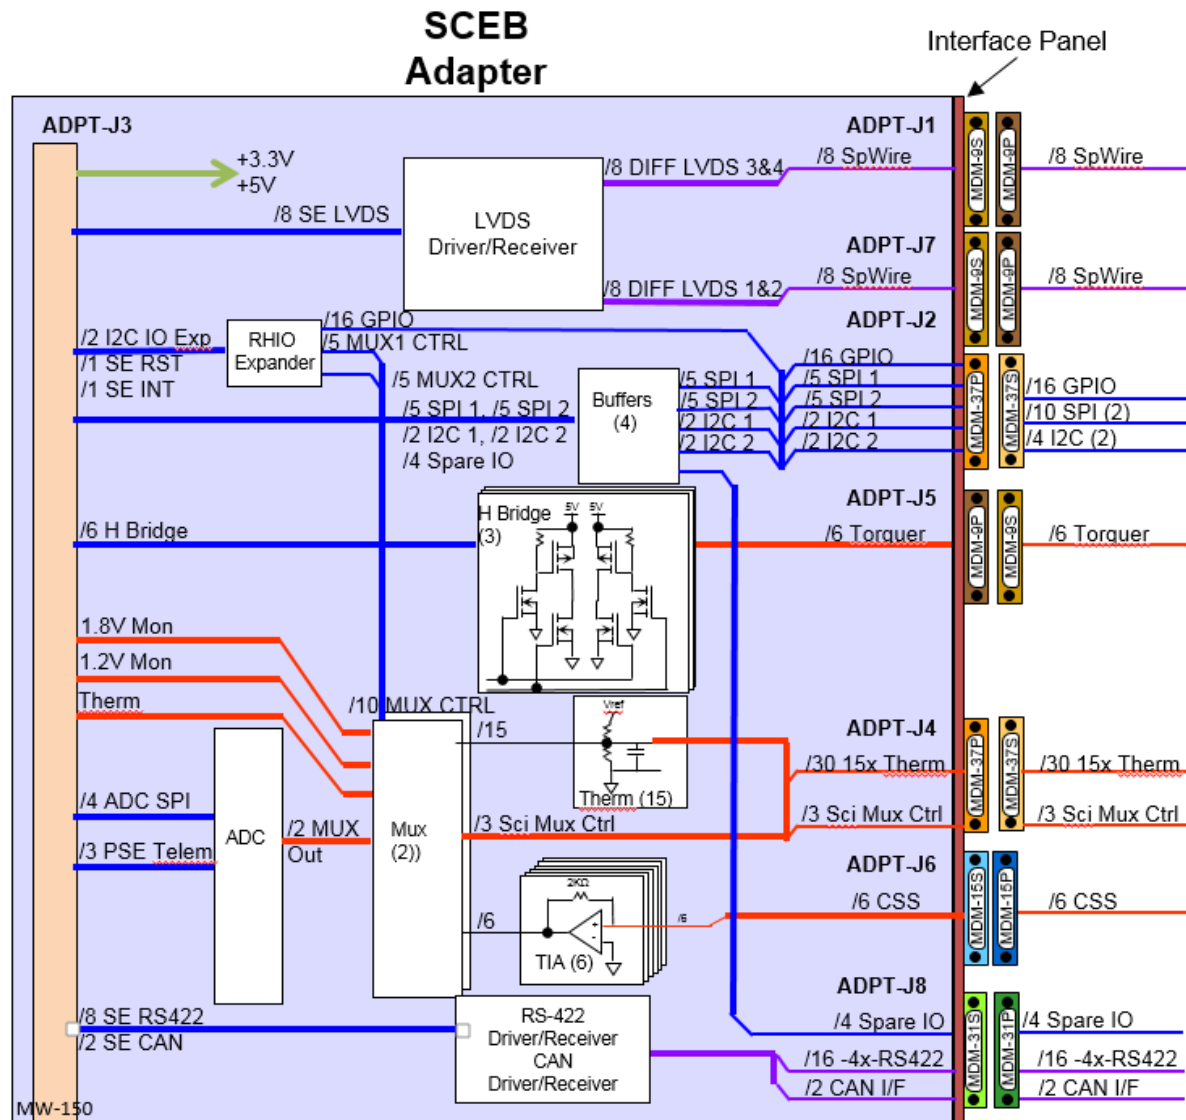 SCEB
Adapter
Interface Panel
ADPT-J3
ADPT-J1
+3.3V
+5V
/8 SE LVDS
LVDS
Driver/Receiver
/8 DIFF LVDS 3&4
/8 SpWire
MDM-9S
MDM-9P
/8 SpWire
ADPT-J7
/8 DIFF LVDS 1&2
/8 SpWire
MDM-9S
MDM-9P
/8 SpWire
ADPT-J2
/2 I2C IO Exp
/1 SE RST
/1 SE INT
RHIO
Expander
/16 GPIO
/5 MUX1 CTRL
/5 MUX2 CTRL
/5 SPI 1, /5 SPI 2
/2 I2C 1, /2 I2C 2
/4 Spare IO
Buffers
(4)
/5 SPI 1
/5 SPI 2
/2 I2C 1
/2 I2C 2
/16 GPIO
/5 SPI 1
/5 SPI 2
/2 I2C 1
/2 I2C 2
MDM-37P
MDM-37S
/16 GPIO
/10 SPI (2)
/4 I2C (2)
ADPT-J5
/6 H Bridge
H Bridge
(3)
5V
5V
/6 Torquer
MDM-9P
MDM-9S
/6 Torquer
1.8V Mon
1.2V Mon
Therm
/10 MUX CTRL
/15
Vref
Therm (15)
ADPT-J4
/30 15x Therm
/3 Sci Mux Ctrl
MDM-37P
MDM-37S
/30 15x Therm
/3 Sci Mux Ctrl
/4 ADC SPI
/3 PSE Telem
ADC
/2 MUX
Out
Mux
(2))
/3 Sci Mux Ctrl
ADPT-J6
/6
2KΩ
+
-
TIA (6)
/6
/6 CSS
MDM-15S
MDM-15P
/6 CSS
ADPT-J8
/8 SE RS422
/2 SE CAN
RS-422
Driver/Receiver
CAN
Driver/Receiver
/4 Spare IO
/16 -4x-RS422
/2 CAN I/F
MDM-31S
MDM-31P
/4 Spare IO
/16 -4x-RS422
/2 CAN I/F
MW-150